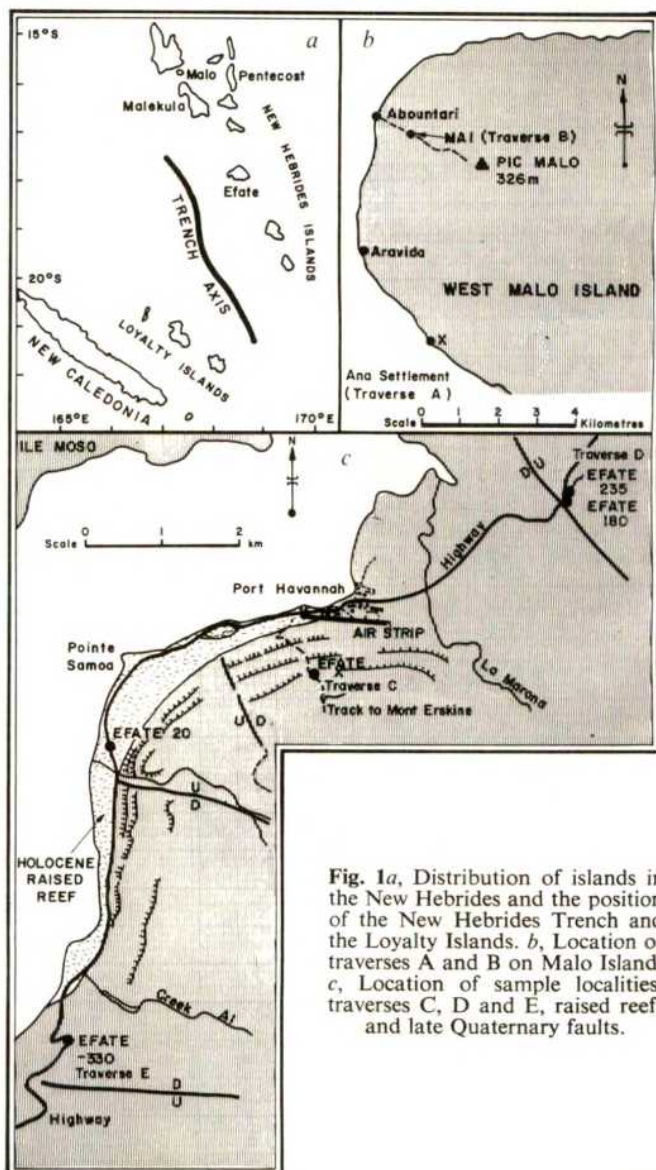 15°S
a
Malo
Pentecost
Malekula
NEW HEBRIDES ISLANDS
Efate
TRENCH AXIS
20°S
LOYALTY ISLANDS
NEW CALEDONIA
165°E
170°E
b
N
Abountari
MAI (Traverse B)
PIC MALO
326m
Aravida
WEST MALO ISLAND
X
Ana Settlement
(Traverse A)
Scale
0 1 2 3 4
Kilometres
ILE MOSO
N
c
Traverse D
D U
EFATE
235
EFATE
180
Scale
0 1 2
km
Highway
Port Havannah
AIR STRIP
Pointe
Samoa
EFATE
X
Traverse C
Track to Mont Erskine
La Marona
U D
EFATE 20
U
D
HOLOCENE
RAISED
REEF
Creek Ai
EFATE
-330
Traverse E
D
U
Highway
Fig. 1a, Distribution of islands in
the New Hebrides and the position
of the New Hebrides Trench and
the Loyalty Islands. b, Location o
traverses A and B on Malo Island
c, Location of sample localities
traverses C, D and E, raised reef
and late Quaternary faults.